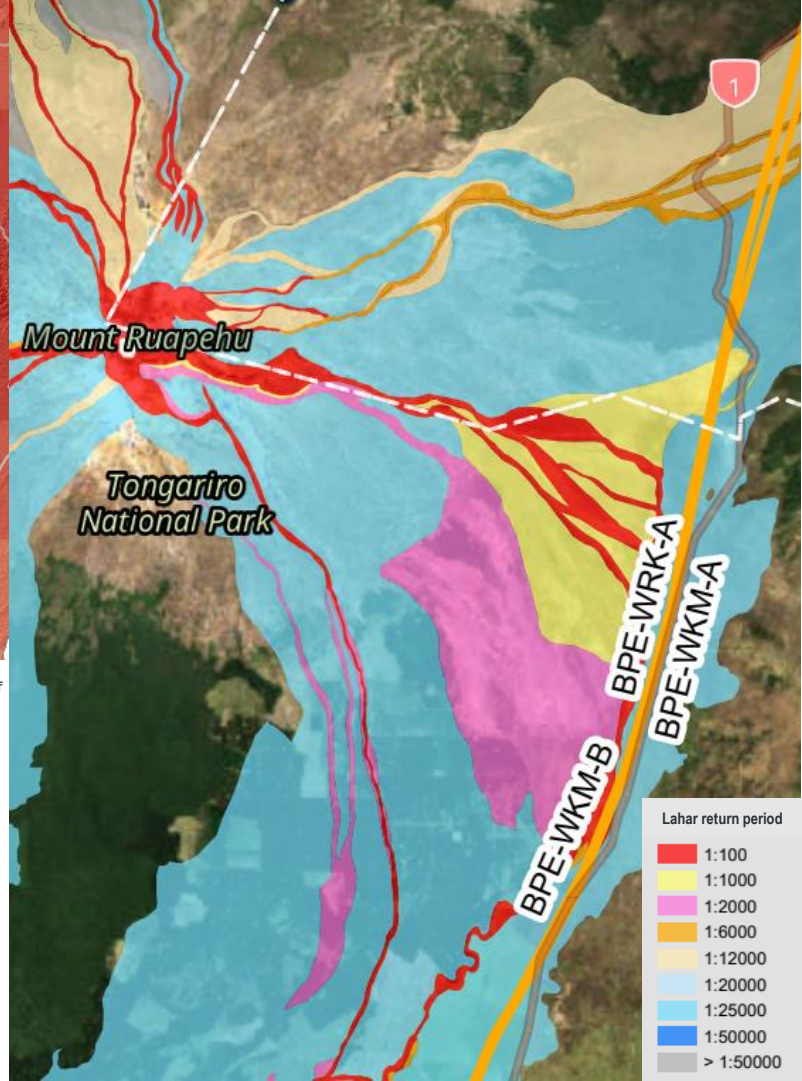 1
Mount Ruapehu
Tongariro
National Park
BPE-WRK-A
BPE-WKM-A
BPE-WKM-B
Lahar return period
1:100
1:1000
1:2000
1:6000
1:12000
1:20000
1:25000
1:50000
> 1:50000